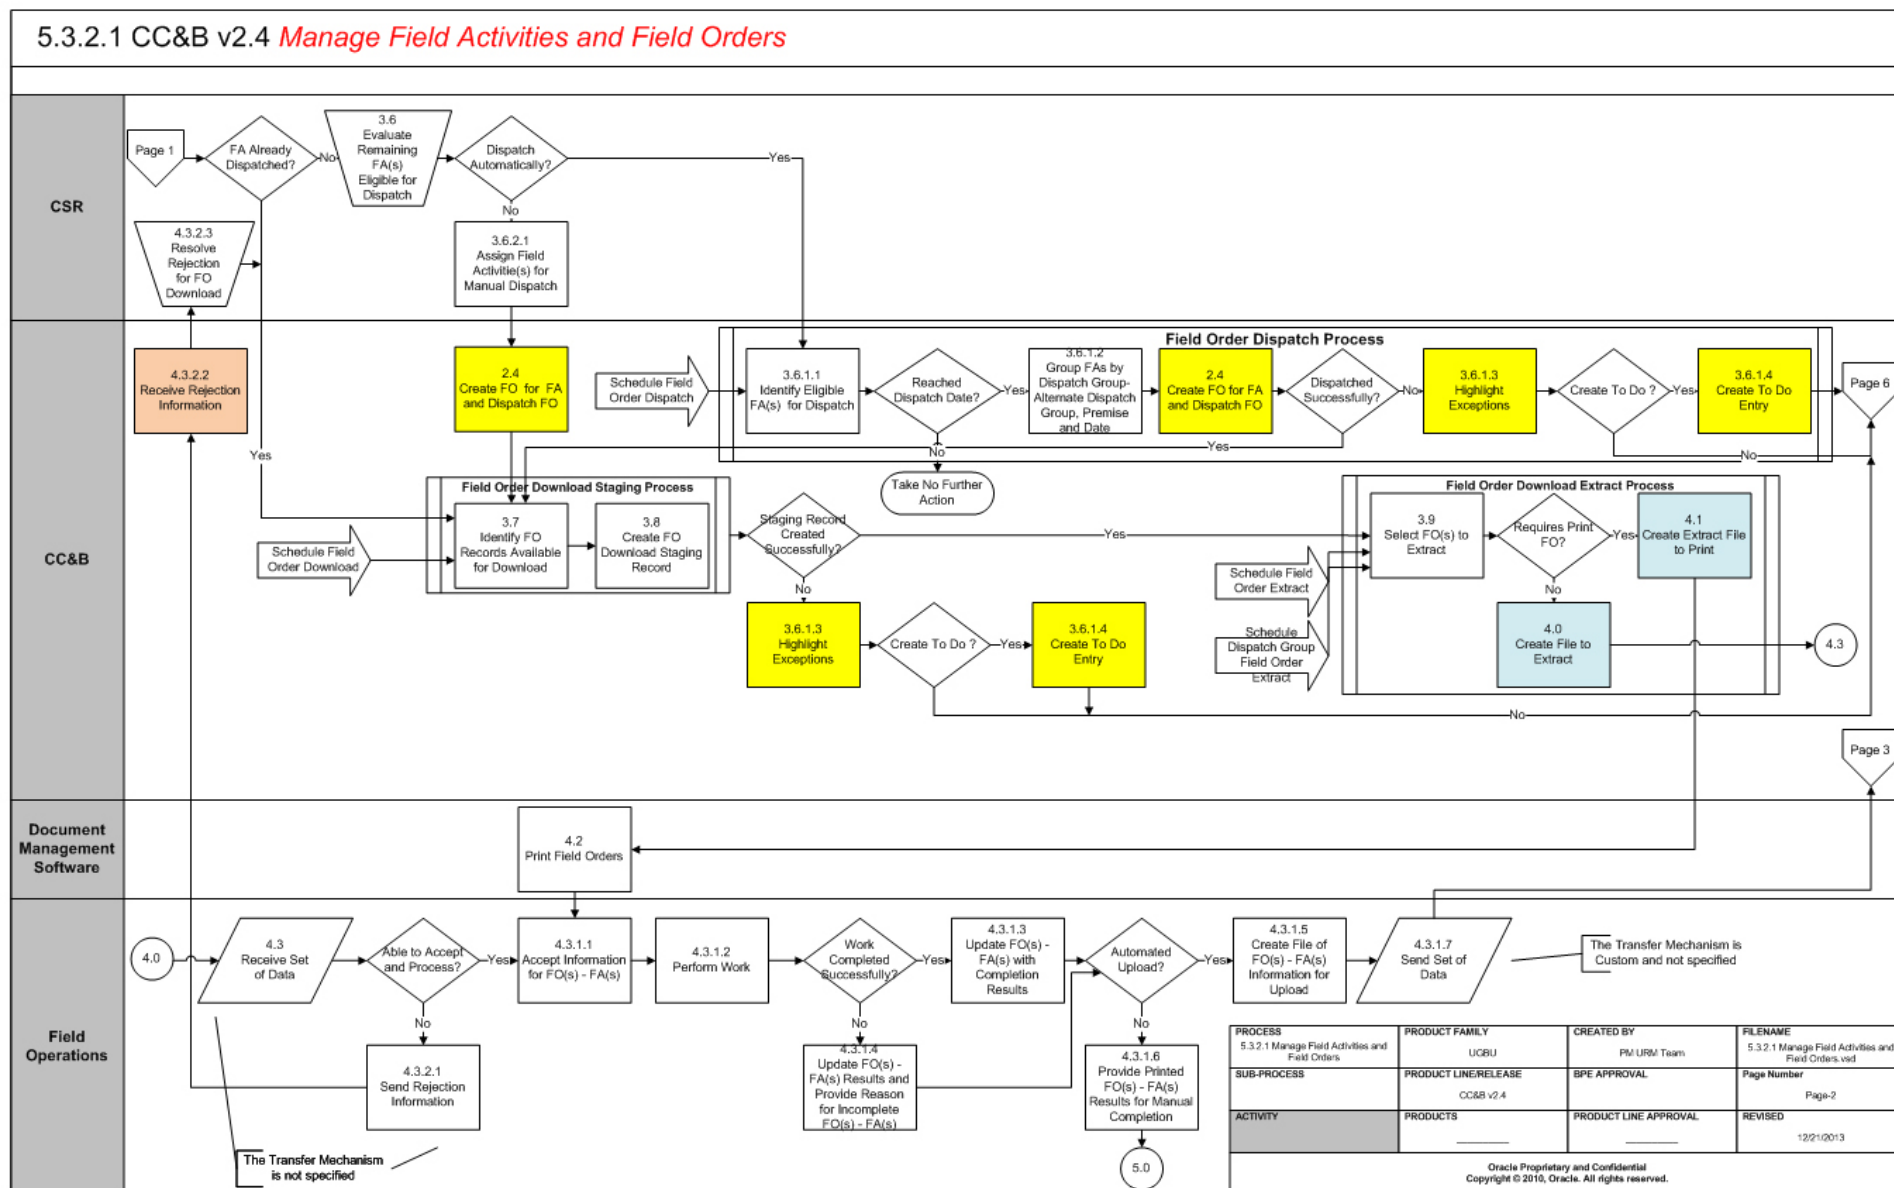 5.3.2.1 CC&B v2.4 Manage Field Activities and Field Orders
CSR
Page 1
FA Already
Dispatched?
No
3.6
Evaluate
Remaining
FA(s)
Eligible for
Dispatch
Dispatch
Automatically?
Yes
No
4.3.2.3
Resolve
Rejection
for FO
Download
3.6.2.1
Assign Field
Activitie(s) for
Manual Dispatch
CC&B
4.3.2.2
Receive Rejection
Information
Yes
2.4
Create FO for FA
and Dispatch FO
Field Order Dispatch Process
Schedule Field
Order Dispatch
3.6.1.1
Identify Eligible
FA(s) for Dispatch
Reached
Dispatch Date?
Yes
3.6.1.2
Group FAs by
Dispatch Group-
Alternate Dispatch
Group, Premise
and Date
2.4
Create FO for FA
and Dispatch FO
Dispatched
Successfully?
No
3.6.1.3
Highlight
Exceptions
Create To Do ?
Yes
3.6.1.4
Create To Do
Entry
Page 6
Yes
No
No
Take No Further
Action
Field Order Download Staging Process
Schedule Field
Order Download
3.7
Identify FO
Records Available
for Download
3.8
Create FO
Download Staging
Record
Staging Record
Created
Successfully?
Yes
No
Field Order Download Extract Process
3.9
Select FO(s) to
Extract
Requires Print
FO?
Yes
4.1
Create Extract File
to Print
Schedule Field
Order Extract
No
Schedule
Dispatch Group
Field Order
Extract
4.0
Create File to
Extract
4.3
3.6.1.3
Highlight
Exceptions
Create To Do ?
Yes
3.6.1.4
Create To Do
Entry
No
Page 3
Document
Management
Software
4.2
Print Field Orders
Field
Operations
4.0
4.3
Receive Set
of Data
Able to Accept
and Process?
Yes
4.3.1.1
Accept Information
for FO(s) - FA(s)
4.3.1.2
Perform Work
Work
Completed
Successfully?
Yes
4.3.1.3
Update FO(s) -
FA(s) with
Completion
Results
Automated
Upload?
Yes
4.3.1.5
Create File of
FO(s) - FA(s)
Information for
Upload
4.3.1.7
Send Set of
Data
The Transfer Mechanism is
Custom and not specified
No
No
No
4.3.2.1
Send Rejection
Information
4.3.1.4
Update FO(s) -
FA(s) Results and
Provide Reason
for Incomplete
FO(s) - FA(s)
4.3.1.6
Provide Printed
FO(s) - FA(s)
Results for Manual
Completion
5.0
The Transfer Mechanism
is not specified
PROCESS
5.3.2.1 Manage Field Activities and
Field Orders
PRODUCT FAMILY
UGBU
CREATED BY
PM URM Team
FILENAME
5.3.2.1 Manage Field Activities and
Field Orders.vsd
SUB-PROCESS
PRODUCT LINE/RELEASE
CC&B v2.4
BPE APPROVAL
Page Number
Page-2
ACTIVITY
PRODUCTS
PRODUCT LINE APPROVAL
REVISED
12/21/2013
Oracle Proprietary and Confidential
Copyright © 2010, Oracle. All rights reserved.